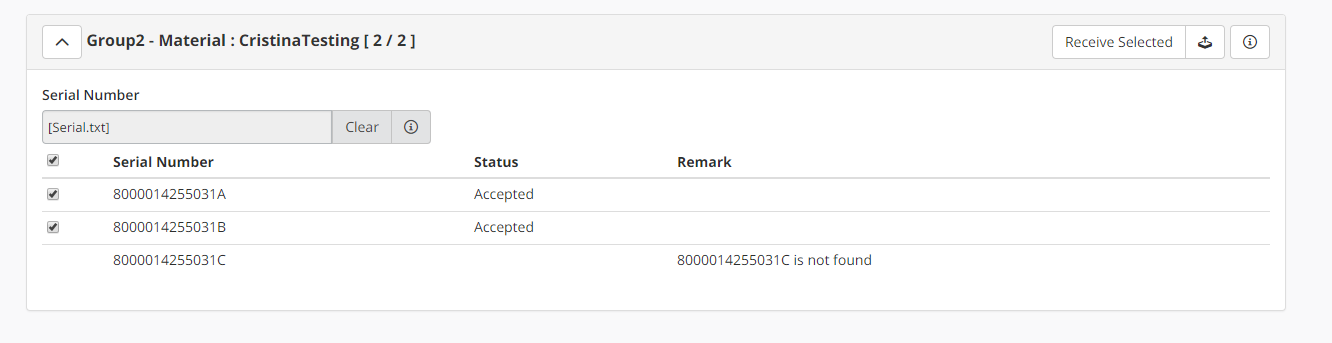 Group2 - Material : CristinaTesting [ 2 / 2 ]
Receive Selected
Serial Number
[Serial.txt]
Clear
Serial Number Status Remark
8000014255031A Accepted
8000014255031B Accepted
8000014255031C 8000014255031C is not found